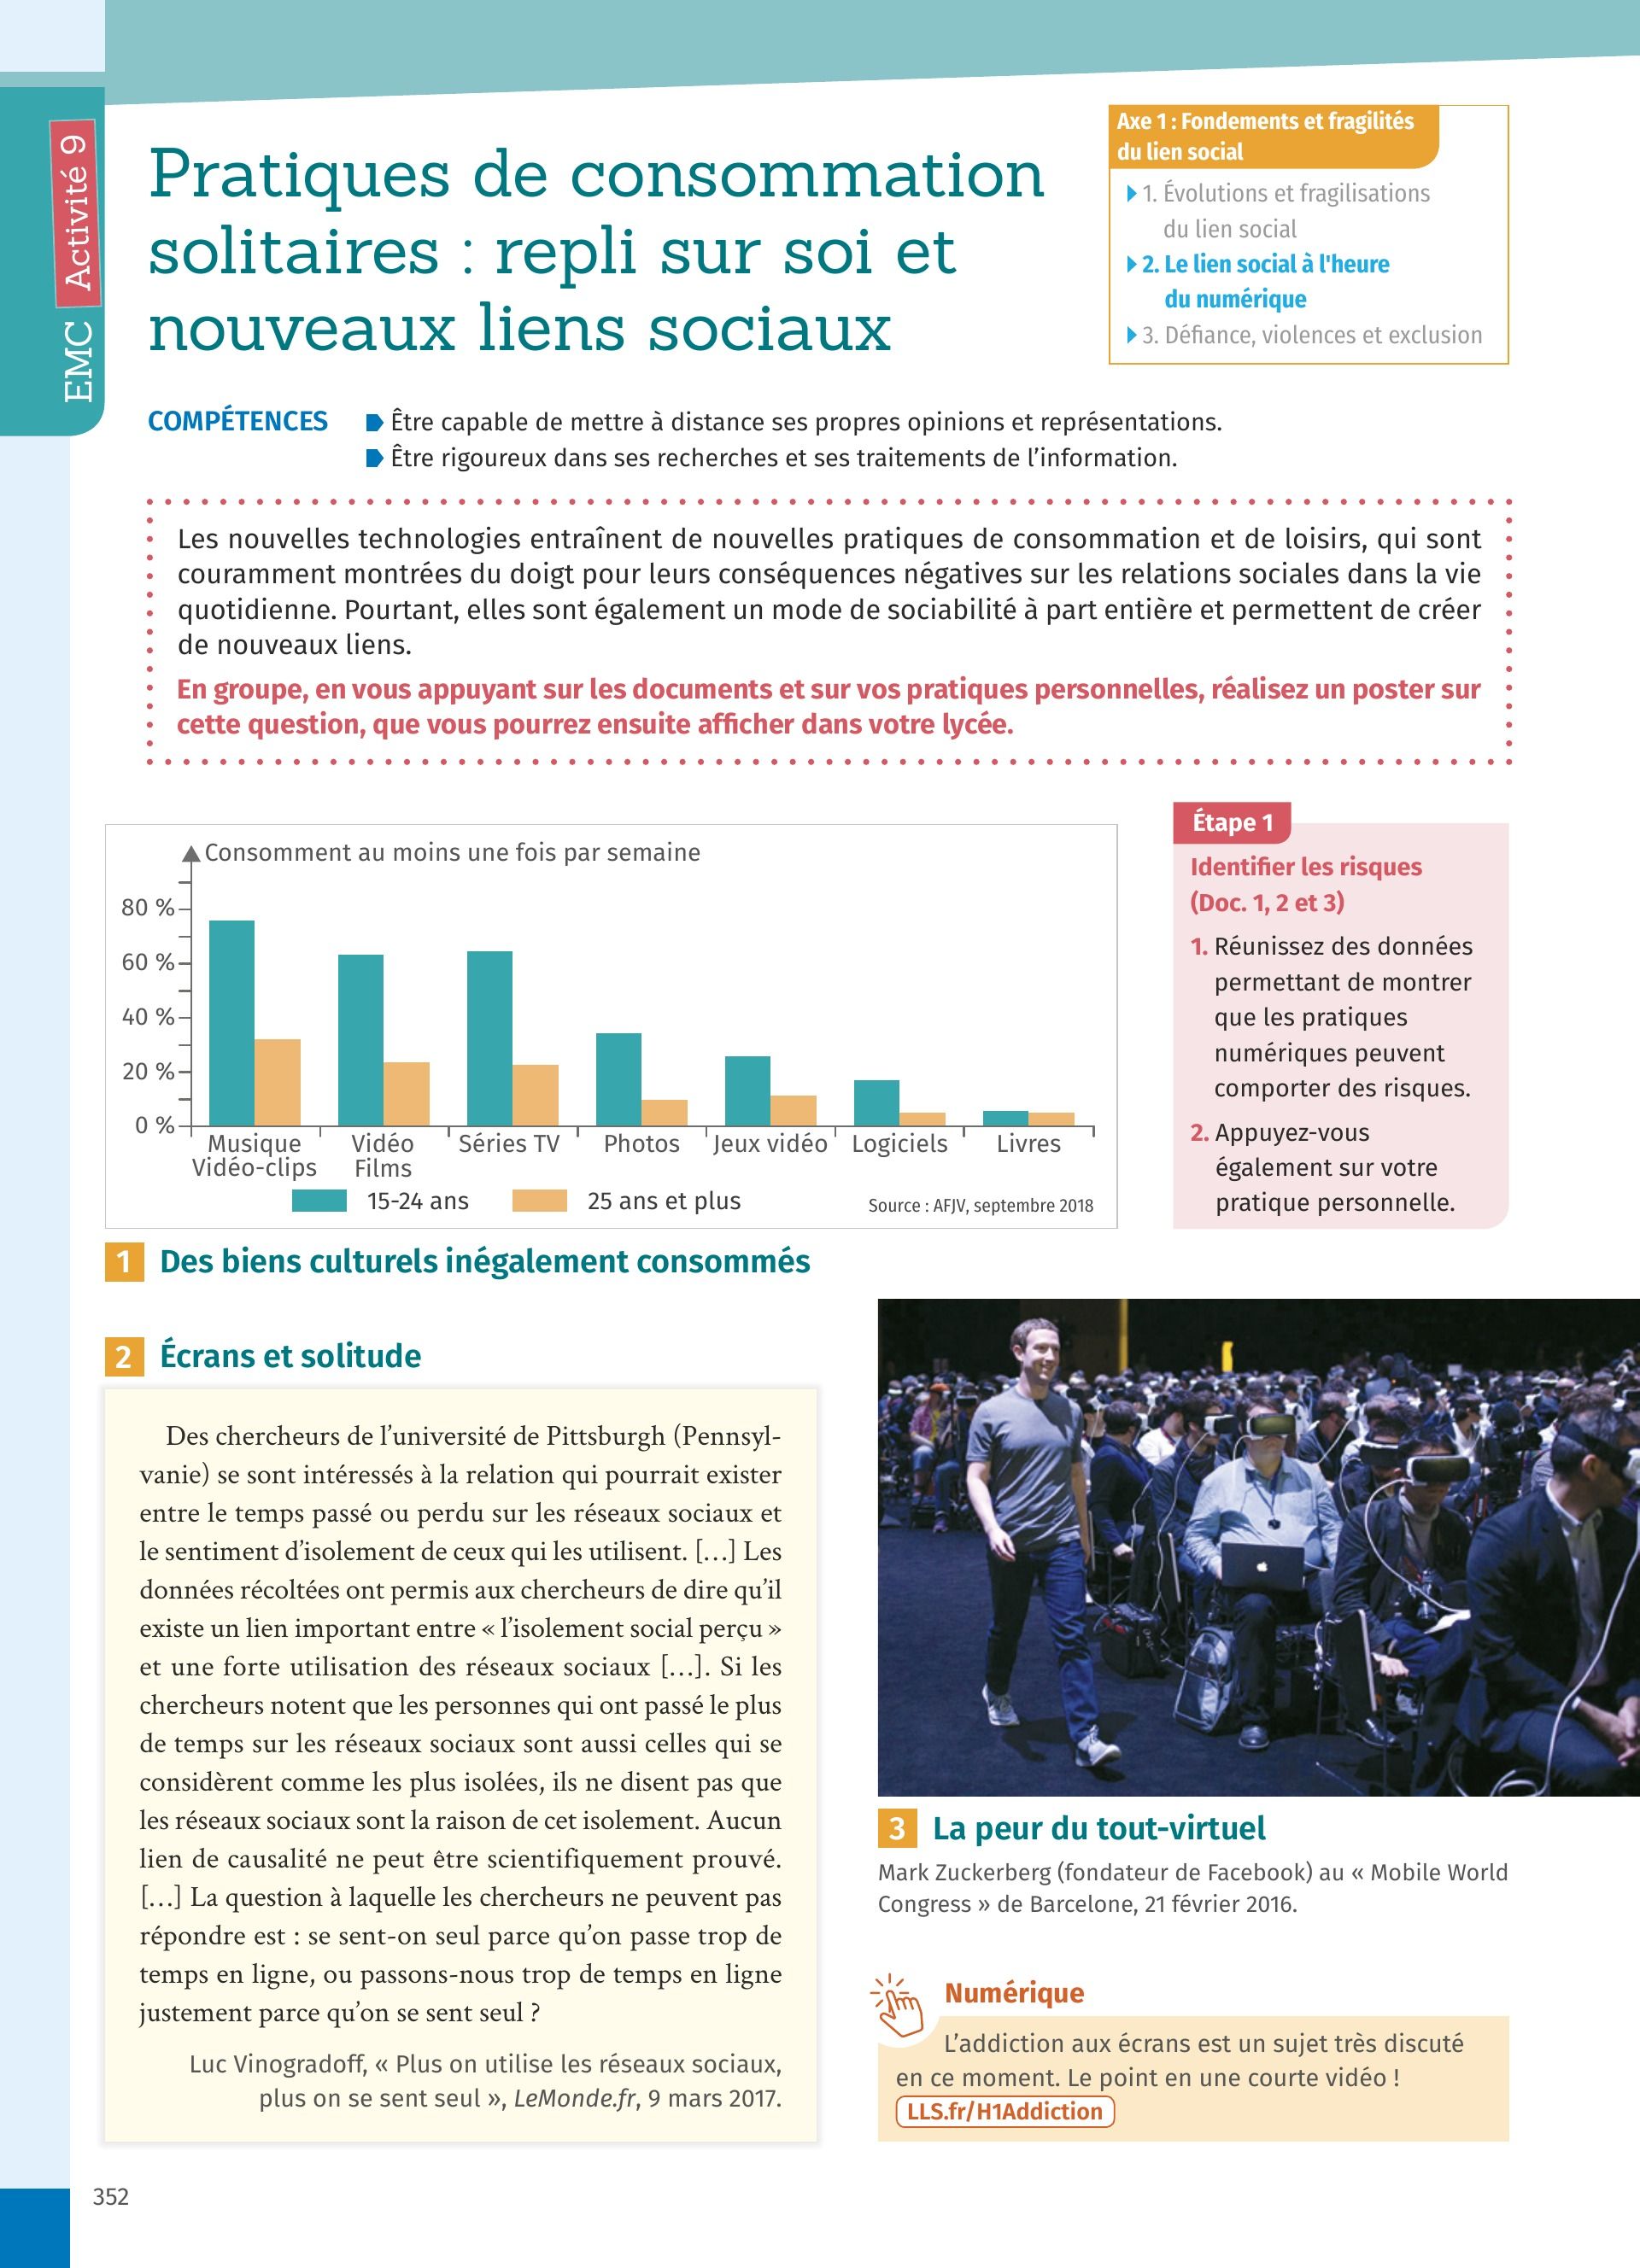 EMC Activité 9
Pratiques de consommation
solitaires : repli sur soi et
nouveaux liens sociaux
Axe 1 : Fondements et fragilités
du lien social
1. Évolutions et fragilisations
du lien social
2. Le lien social à l'heure
du numérique
3. Défiance, violences et exclusion
COMPÉTENCES
Être capable de mettre à distance ses propres opinions et représentations.
Être rigoureux dans ses recherches et ses traitements de l’information.
Les nouvelles technologies entraînent de nouvelles pratiques de consommation et de loisirs, qui sont
couramment montrées du doigt pour leurs conséquences négatives sur les relations sociales dans la vie
quotidienne. Pourtant, elles sont également un mode de sociabilité à part entière et permettent de créer
de nouveaux liens.
En groupe, en vous appuyant sur les documents et sur vos pratiques personnelles, réalisez un poster sur
cette question, que vous pourrez ensuite afficher dans votre lycée.
Consomment au moins une fois par semaine
80 %
60 %
40 %
20 %
0 %
Musique
Vidéo-clips
Vidéo
Films
Séries TV
Photos
Jeux vidéo
Logiciels
Livres
15-24 ans
25 ans et plus
Source : AFJV, septembre 2018
1 Des biens culturels inégalement consommés
Étape 1
Identifier les risques
(Doc. 1, 2 et 3)
1. Réunissez des données
permettant de montrer
que les pratiques
numériques peuvent
comporter des risques.
2. Appuyez-vous
également sur votre
pratique personnelle.
2 Écrans et solitude
Des chercheurs de l’université de Pittsburgh (Pennsyl-
vanie) se sont intéressés à la relation qui pourrait exister
entre le temps passé ou perdu sur les réseaux sociaux et
le sentiment d’isolement de ceux qui les utilisent. […] Les
données récoltées ont permis aux chercheurs de dire qu’il
existe un lien important entre « l’isolement social perçu »
et une forte utilisation des réseaux sociaux […]. Si les
chercheurs notent que les personnes qui ont passé le plus
de temps sur les réseaux sociaux sont aussi celles qui se
considèrent comme les plus isolées, ils ne disent pas que
les réseaux sociaux sont la raison de cet isolement. Aucun
lien de causalité ne peut être scientifiquement prouvé.
[…] La question à laquelle les chercheurs ne peuvent pas
répondre est : se sent-on seul parce qu’on passe trop de
temps en ligne, ou passons-nous trop de temps en ligne
justement parce qu’on se sent seul ?
Luc Vinogradoff, « Plus on utilise les réseaux sociaux,
plus on se sent seul », LeMonde.fr, 9 mars 2017.
3 La peur du tout-virtuel
Mark Zuckerberg (fondateur de Facebook) au « Mobile World
Congress » de Barcelone, 21 février 2016.
Numérique
L’addiction aux écrans est un sujet très discuté
en ce moment. Le point en une courte vidéo !
LLS.fr/H1Addiction
352